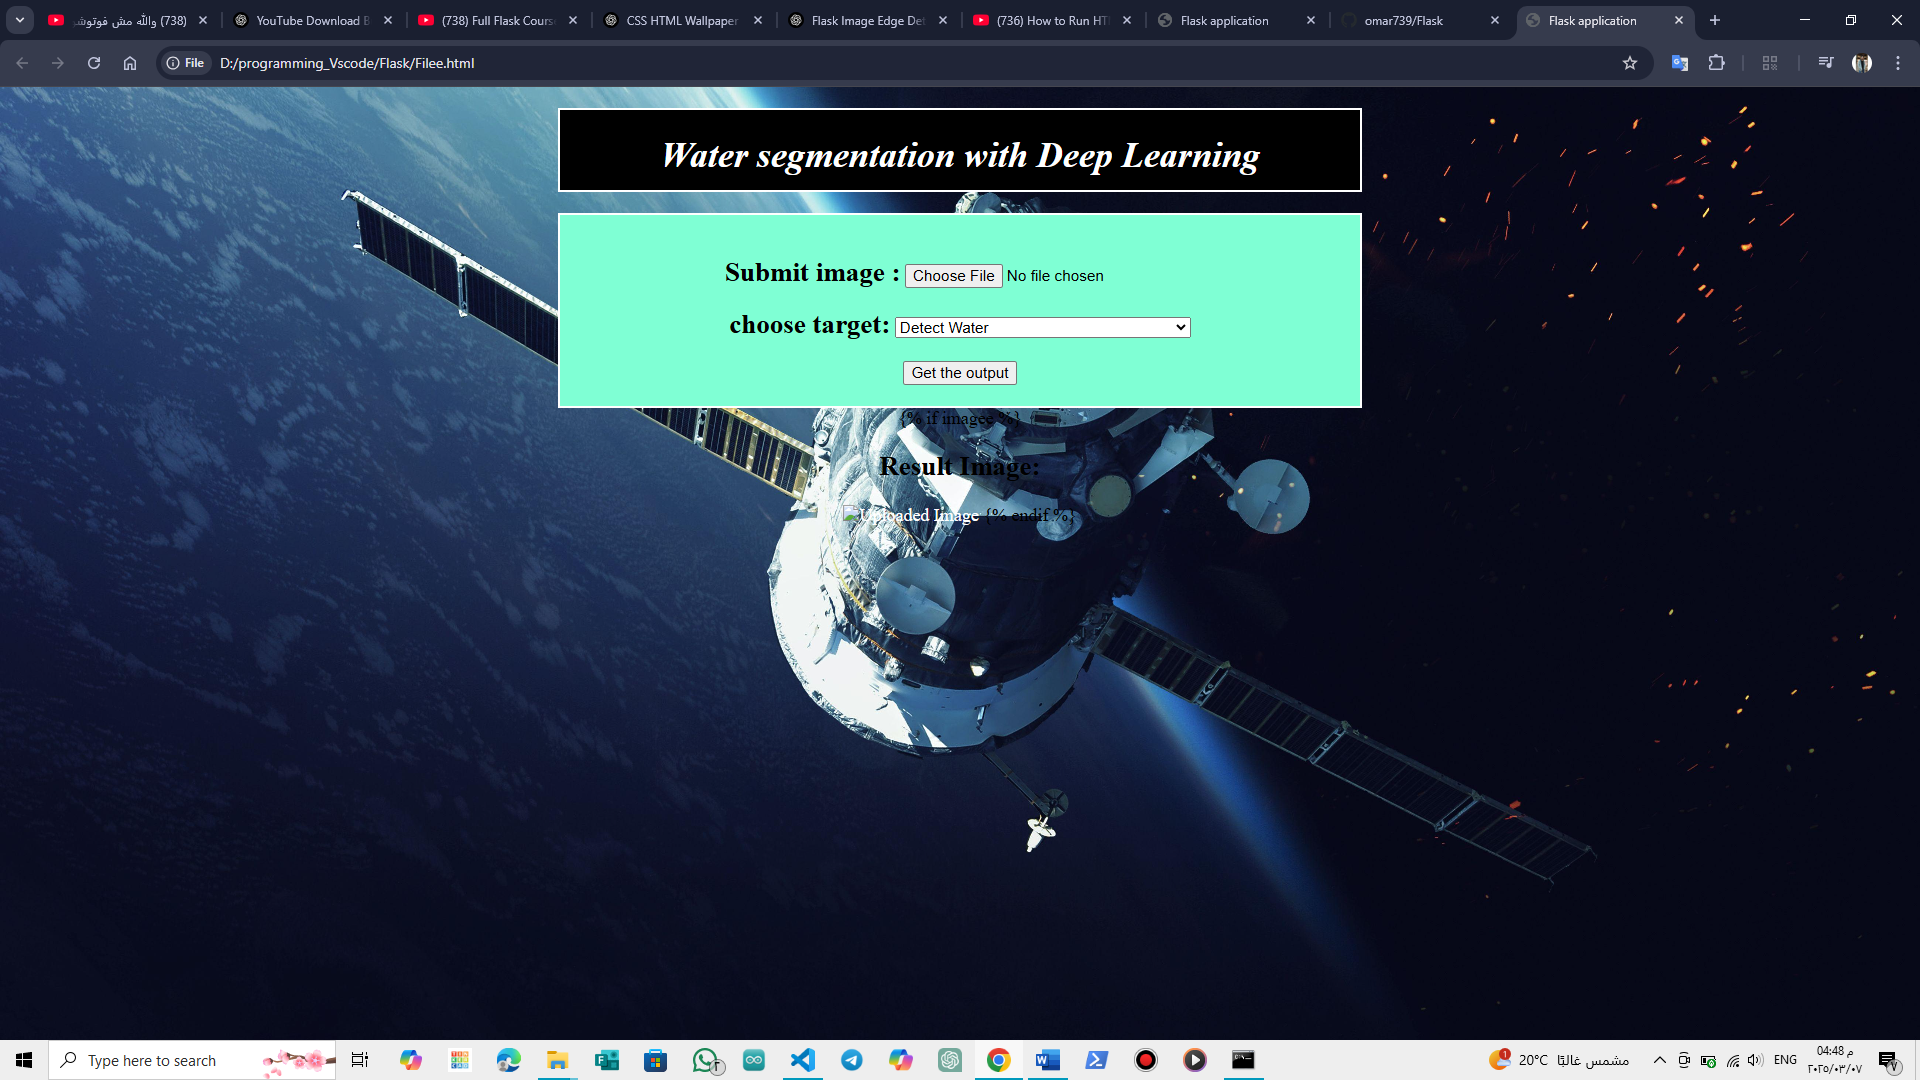 (738) والله مش فوتوش
YouTube Download B
(738) Full Flask Cours
CSS HTML Wallpaper
Flask Image Edge Det
(736) How to Run HT
Flask application
omar739/Flask
Flask application
File
D:/programming_Vscode/Flask/Filee.html
Water segmentation with Deep Learning
Submit image : Choose File No file chosen
choose target: Detect Water
Get the output
{% if imagee %}
Result Image:
Uploaded Image {% endif %}
Type here to search
1
20°C مشمس غالبًا
ENG
04:48 م
٢٠٢٥/٠٣/٠٧